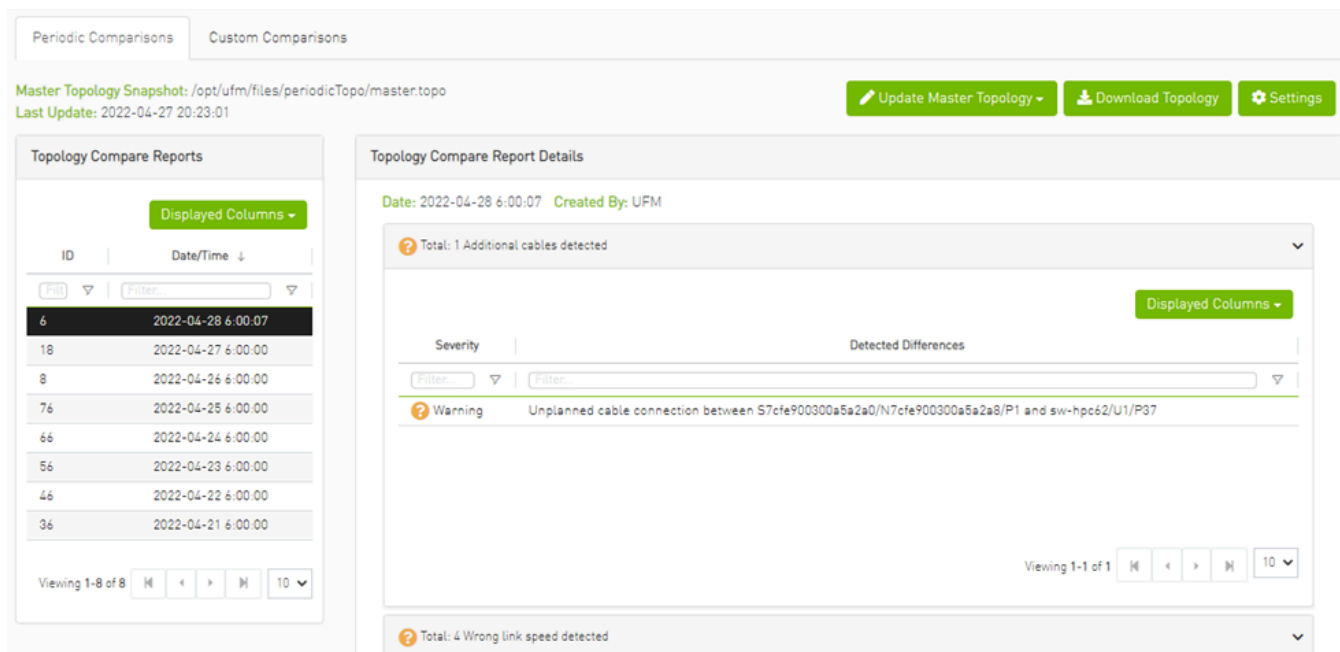 Periodic Comparisons Custom Comparisons
Master Topology Snapshot: /opt/ufm/files/periodicTopo/master.topo
Last Update: 2022-04-27 20:23:01
Update Master Topology Download Topology Settings
Topology Compare Reports
Displayed Columns
ID Date/Time ↓
Filt Filter...
6 2022-04-28 6:00:07
18 2022-04-27 6:00:00
8 2022-04-26 6:00:00
76 2022-04-25 6:00:00
66 2022-04-24 6:00:00
56 2022-04-23 6:00:00
46 2022-04-22 6:00:00
36 2022-04-21 6:00:00
Viewing 1-8 of 8 10
Topology Compare Report Details
Date: 2022-04-28 6:00:07 Created By: UFM
? Total: 1 Additional cables detected
Displayed Columns
Severity Detected Differences
Filter... Filter...
? Warning Unplanned cable connection between S7cfe900300a5a2a0/N7cfe900300a5a2a8/P1 and sw-hpc62/U1/P37
Viewing 1-1 of 1 10
? Total: 4 Wrong link speed detected